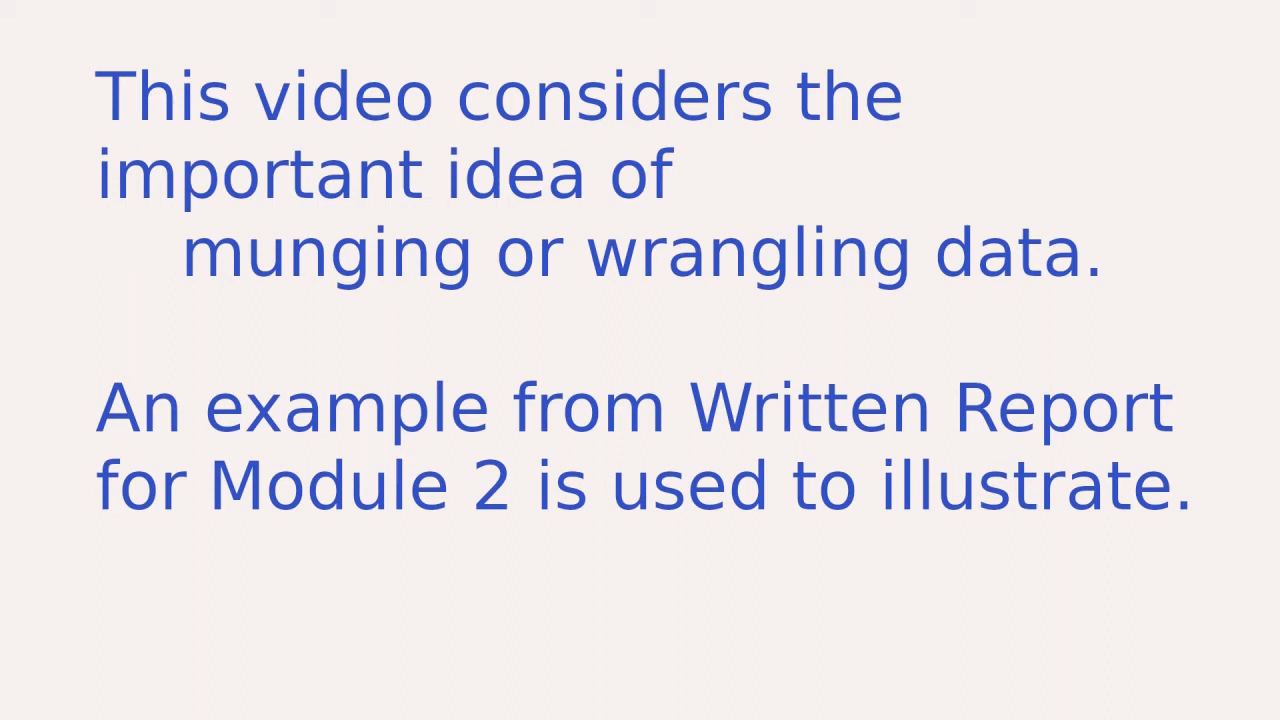 This video considers the
important idea of
munging or wrangling data.
An example from Written Report
for Module 2 is used to illustrate.